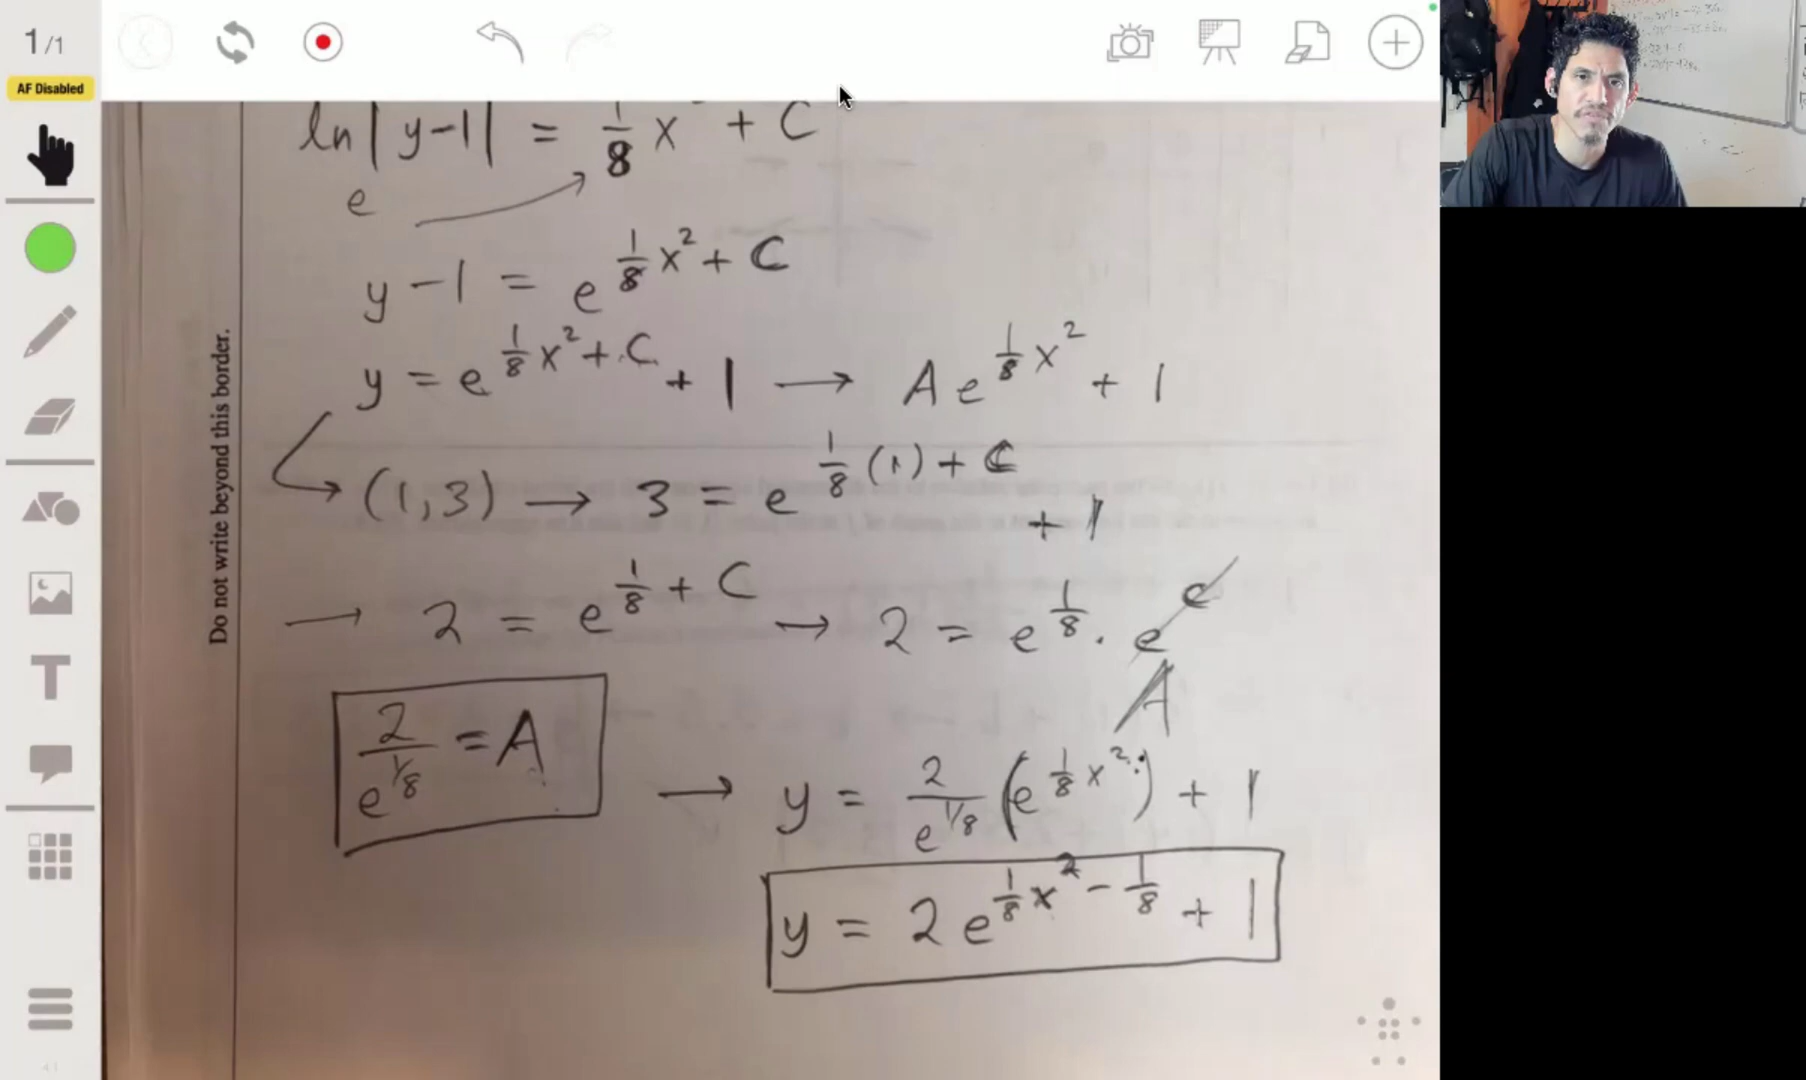 1/1
AF Disabled
ln|y-1| = 1/8 x + C
e
y - 1 = e^(1/8 x² + C)
y = e^(1/8 x² + C) + 1 → A e^(1/8 x²) + 1
(1,3) → 3 = e^(1/8 (1) + C) + 1
→ 2 = e^(1/8 + C) → 2 = e^(1/8) · e^c
A
2/e^(1/8) = A
→ y = 2/e^(1/8) (e^(1/8 x²)) + 1
y = 2 e^(1/8 x² - 1/8) + 1
Do not write beyond this border.
T